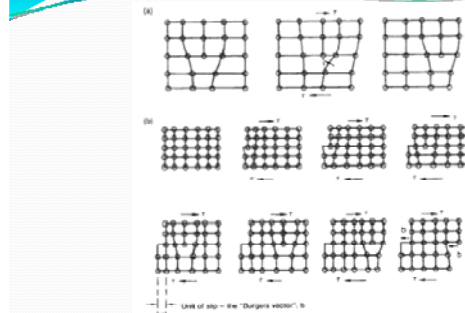 (a)
τ
τ
(b)
τ τ τ
τ τ τ
τ τ τ τ
b
b
τ τ τ τ
Unit of slip – the "Burgers vector", b